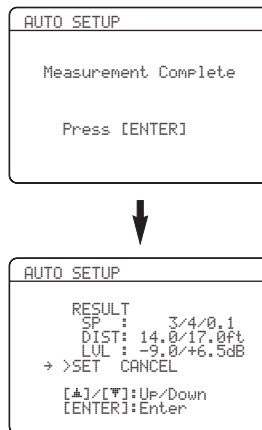 AUTO SETUP
Measurement Complete
Press [ENTER]
AUTO SETUP
RESULT
SP : 3/4/0.1
DIST: 14.0/17.0ft
LVL : -9.0/+6.5dB
→ >SET CANCEL
[▲]/[▼]:Up/Down
[ENTER]:Enter